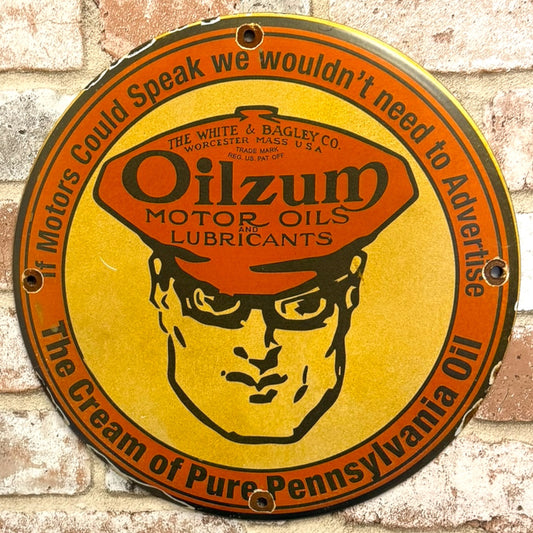 If Motors Could Speak we wouldn't need to Advertise
THE WHITE & BAGLEY CO.
WORCESTER MASS U.S.A
TRADE MARK
REG. US. PAT. OFF
Oilzum
MOTOR OILS
AND
LUBRICANTS
The Cream of Pure Pennsylvania Oil